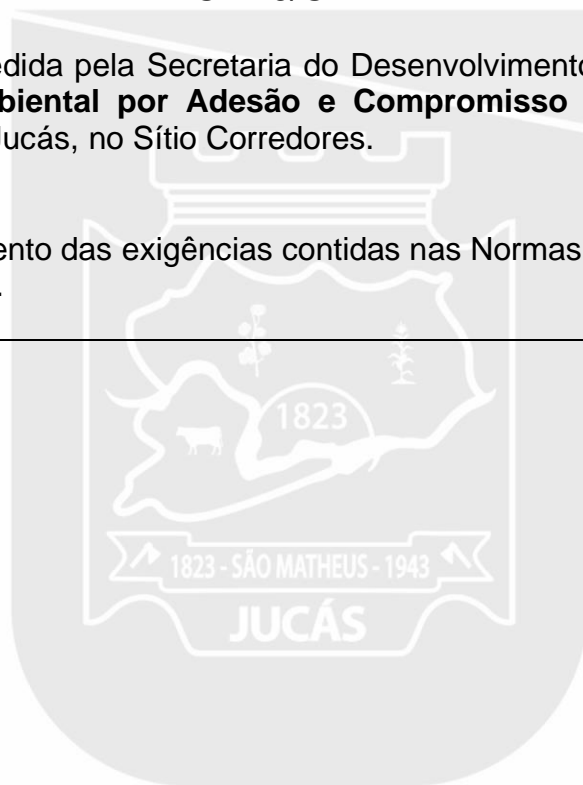 edida pela Secretaria do Desenvolvimento
biental por Adesão e Compromisso
Jucás, no Sítio Corredores.
ento das exigências contidas nas Normas
.
1823
1823 - SÃO MATHEUS - 1943
JUCÁS